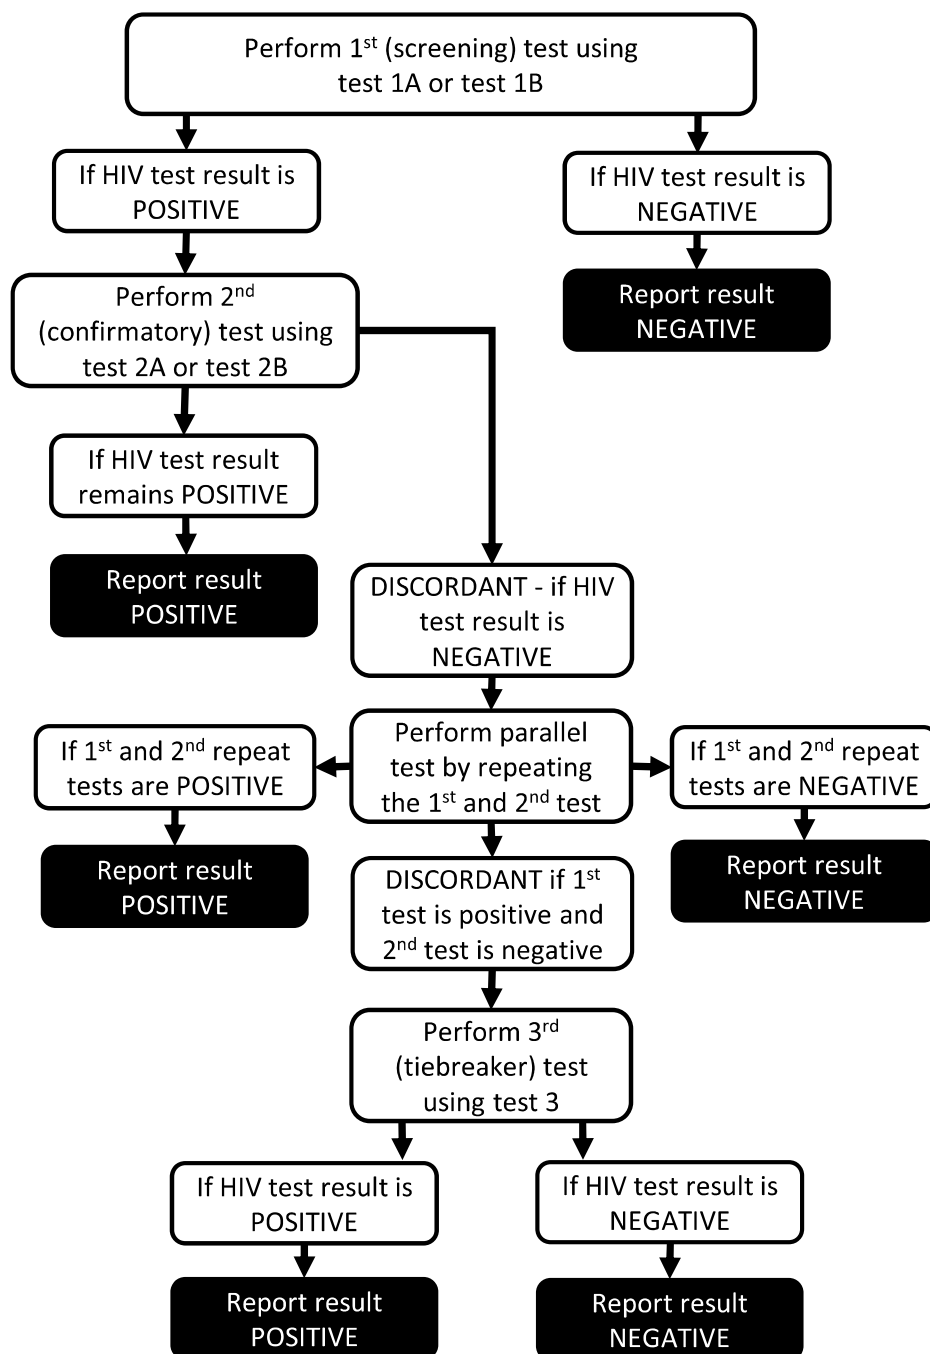 Perform 1st (screening) test using
test 1A or test 1B
If HIV test result is
POSITIVE
If HIV test result is
NEGATIVE
Report result
NEGATIVE
Perform 2nd
(confirmatory) test using
test 2A or test 2B
If HIV test result
remains POSITIVE
Report result
POSITIVE
DISCORDANT - if HIV
test result is
NEGATIVE
Perform parallel
test by repeating
the 1st and 2nd test
If 1st and 2nd repeat
tests are POSITIVE
Report result
POSITIVE
If 1st and 2nd repeat
tests are NEGATIVE
Report result
NEGATIVE
DISCORDANT if 1st
test is positive and
2nd test is negative
Perform 3rd
(tiebreaker) test
using test 3
If HIV test result is
POSITIVE
Report result
POSITIVE
If HIV test result is
NEGATIVE
Report result
NEGATIVE